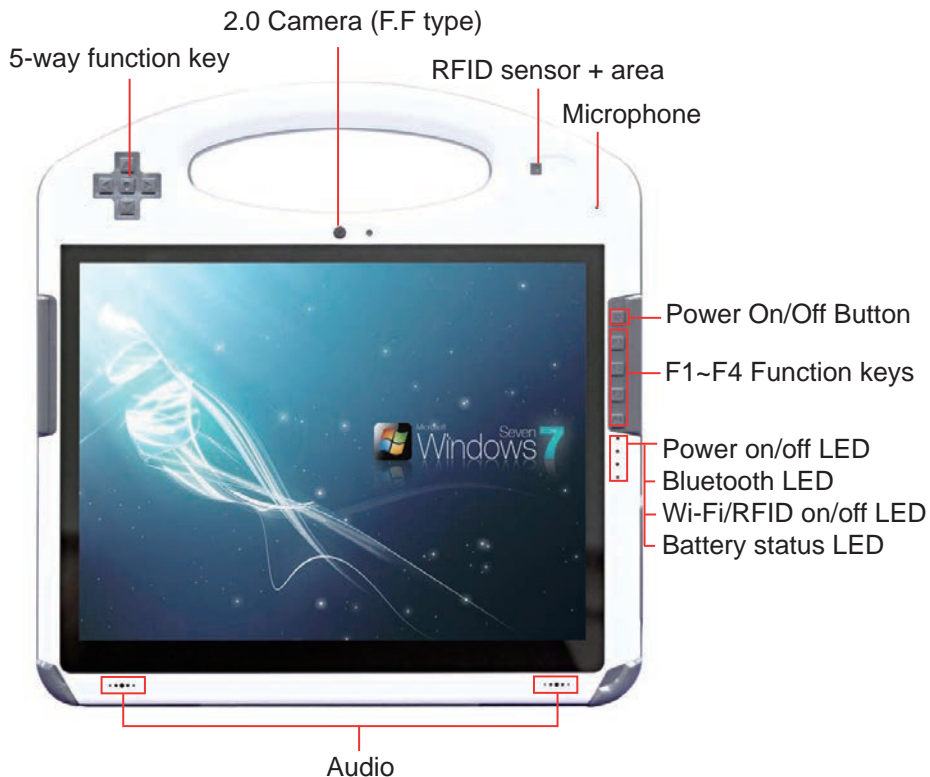 2.0 Camera (F.F type)
5-way function key
RFID sensor + area
Microphone
Power On/Off Button
F1~F4 Function keys
Microsoft
Windows Seven 7
Power on/off LED
Bluetooth LED
Wi-Fi/RFID on/off LED
Battery status LED
Audio